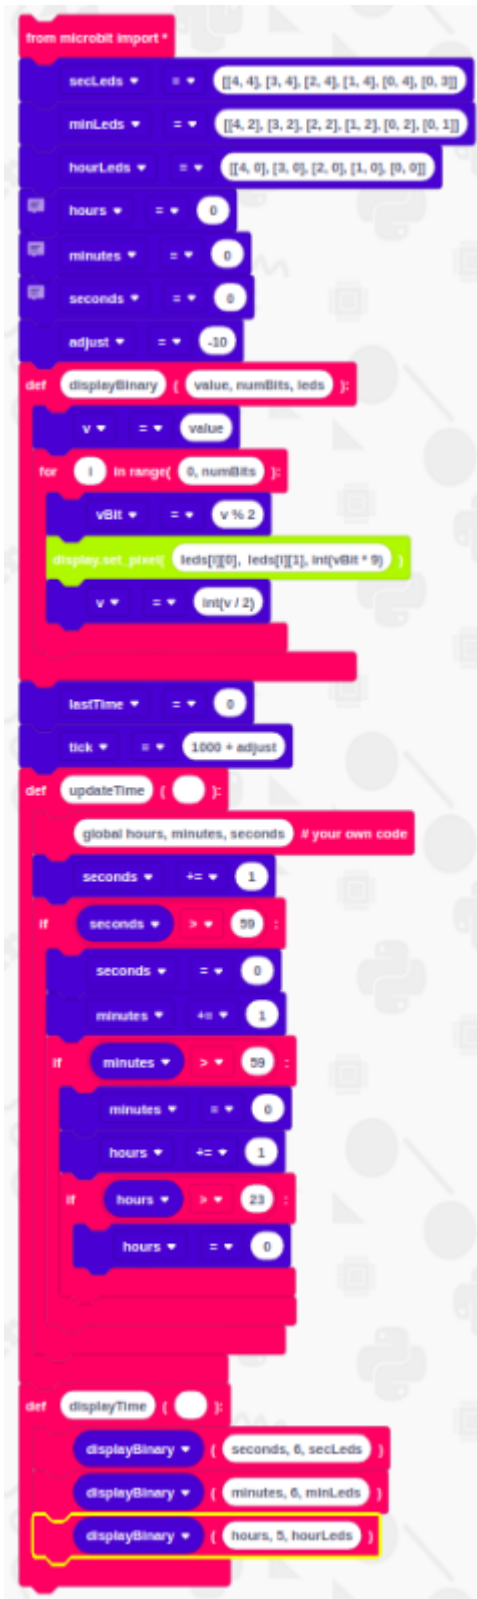 from microbit import *
secLeds = [[4, 4], [3, 4], [2, 4], [1, 4], [0, 4], [0, 3]]
minLeds = [[4, 2], [3, 2], [2, 2], [1, 2], [0, 2], [0, 1]]
hourLeds = [[4, 0], [3, 0], [2, 0], [1, 0], [0, 0]]
hours = 0
minutes = 0
seconds = 0
adjust = -10
def displayBinary ( value, numBits, leds ):
v = value
for i in range( 0, numBits ):
vBit = v % 2
display.set_pixel( leds[i][0], leds[i][1], int(vBit * 9) )
v = int(v / 2)
lastTime = 0
tick = 1000 + adjust
def updateTime ( ):
global hours, minutes, seconds # your own code
seconds += 1
if seconds > 59 :
seconds = 0
minutes += 1
if minutes > 59 :
minutes = 0
hours += 1
if hours > 23 :
hours = 0
def displayTime ( ):
displayBinary ( seconds, 6, secLeds )
displayBinary ( minutes, 6, minLeds )
displayBinary ( hours, 5, hourLeds )